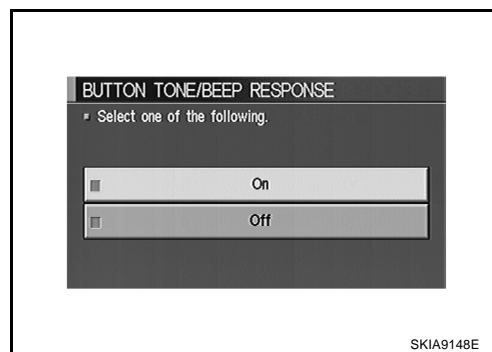 BUTTON TONE/BEEP RESPONSE
Select one of the following.
On
Off
SKIA9148E